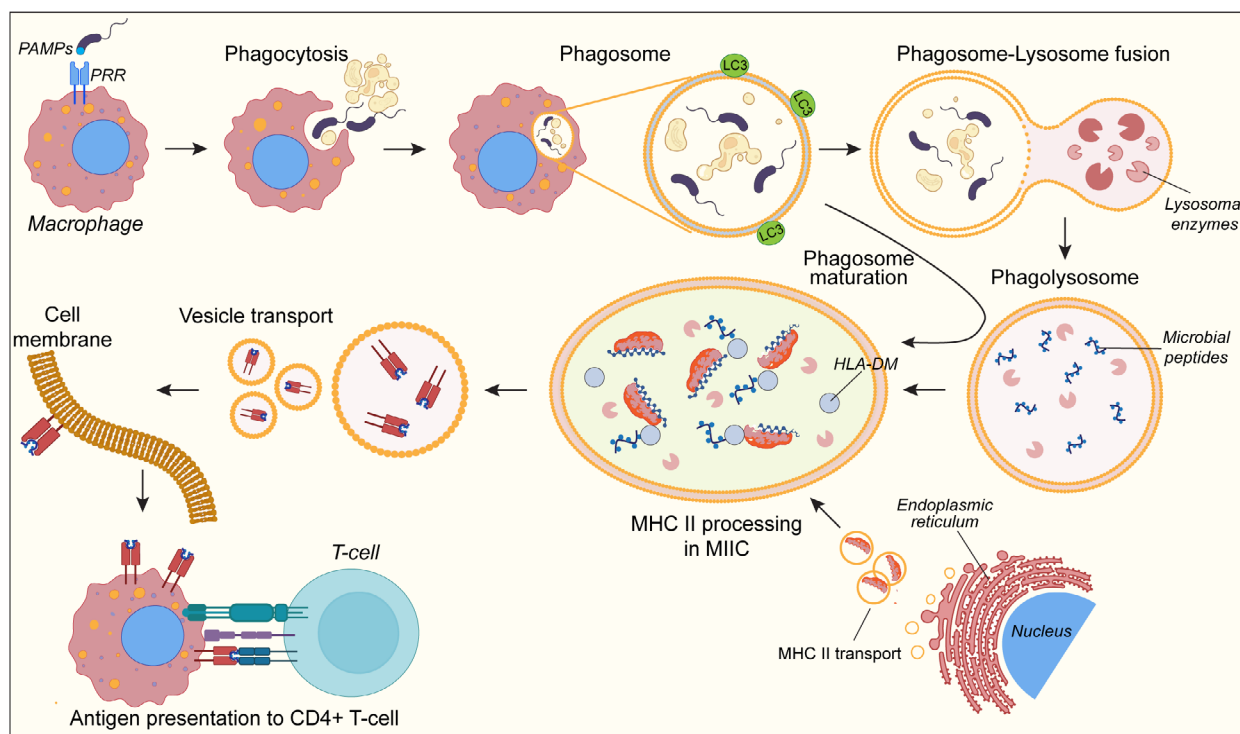 PAMPs
PRR
Macrophage
Phagocytosis
Phagosome
LC3
LC3
LC3
Phagosome-Lysosome fusion
Lysosoma
enzymes
Phagosome
maturation
Phagolysosome
Microbial
peptides
HLA-DM
MHC II processing
in MIIC
Endoplasmic
reticulum
Nucleus
MHC II transport
Vesicle transport
Cell
membrane
T-cell
Antigen presentation to CD4+ T-cell